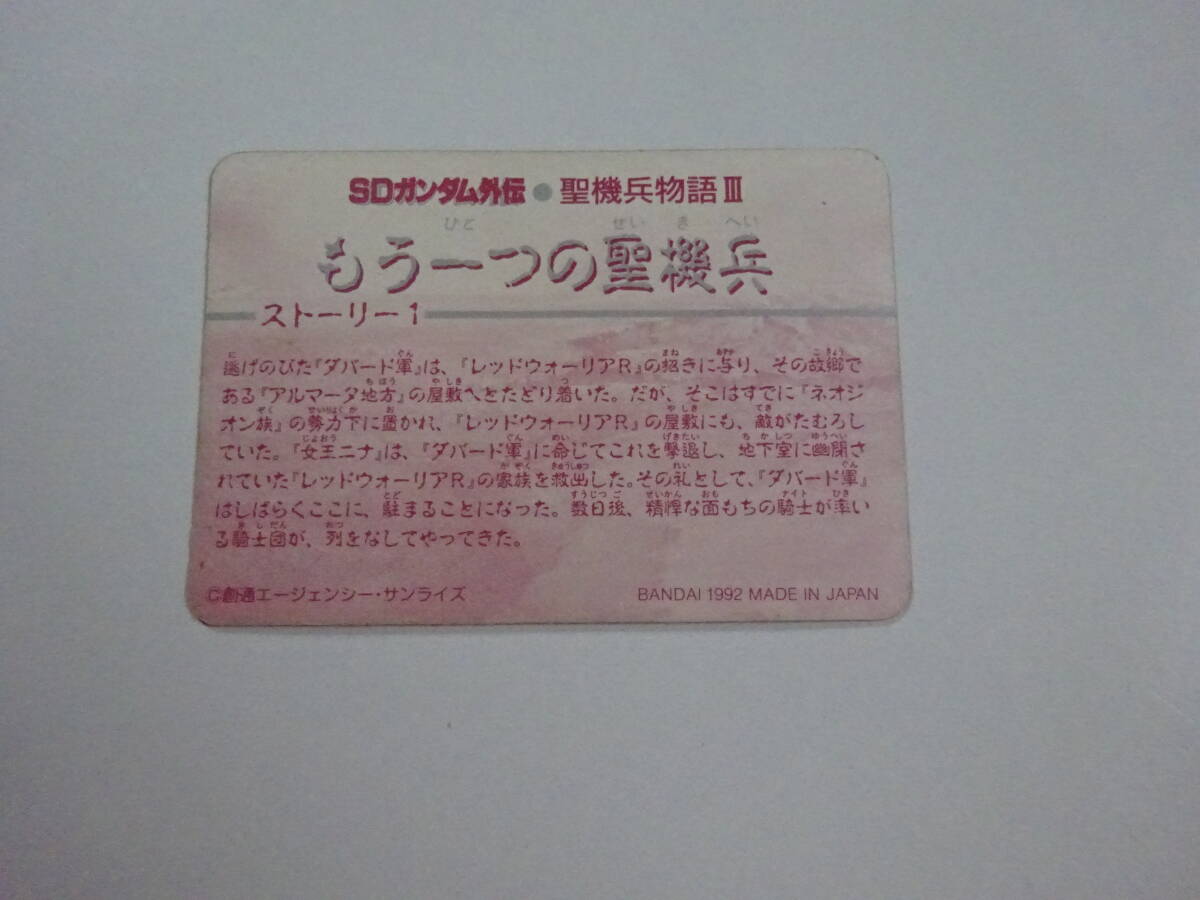 SDガンダム外伝●聖機兵物語III
もう一つの聖機兵
ストーリー1
逃げのびた『ダバード軍』は、『レッドウォーリアR』の招きに与り、その故郷で
ある『アルマータ地方』の屋敷へとたどり着いた。だが、そこはすでに『ネオジ
オン族』の勢力下に置かれ、『レッドウォーリアR』の屋敷にも、敵がたむろし
ていた。『女王ニナ』は、『ダバード軍』に命じてこれを撃退し、地下室に幽閉さ
れていた『レッドウォーリアR』の家族を救出した。その礼として、『ダバード軍』
はしばらくここに、駐まることになった。数日後、精悍な面もちの騎士が率い
る騎士団が、列をなしてやってきた。
©創通エージェンシー・サンライズ
BANDAI 1992 MADE IN JAPAN